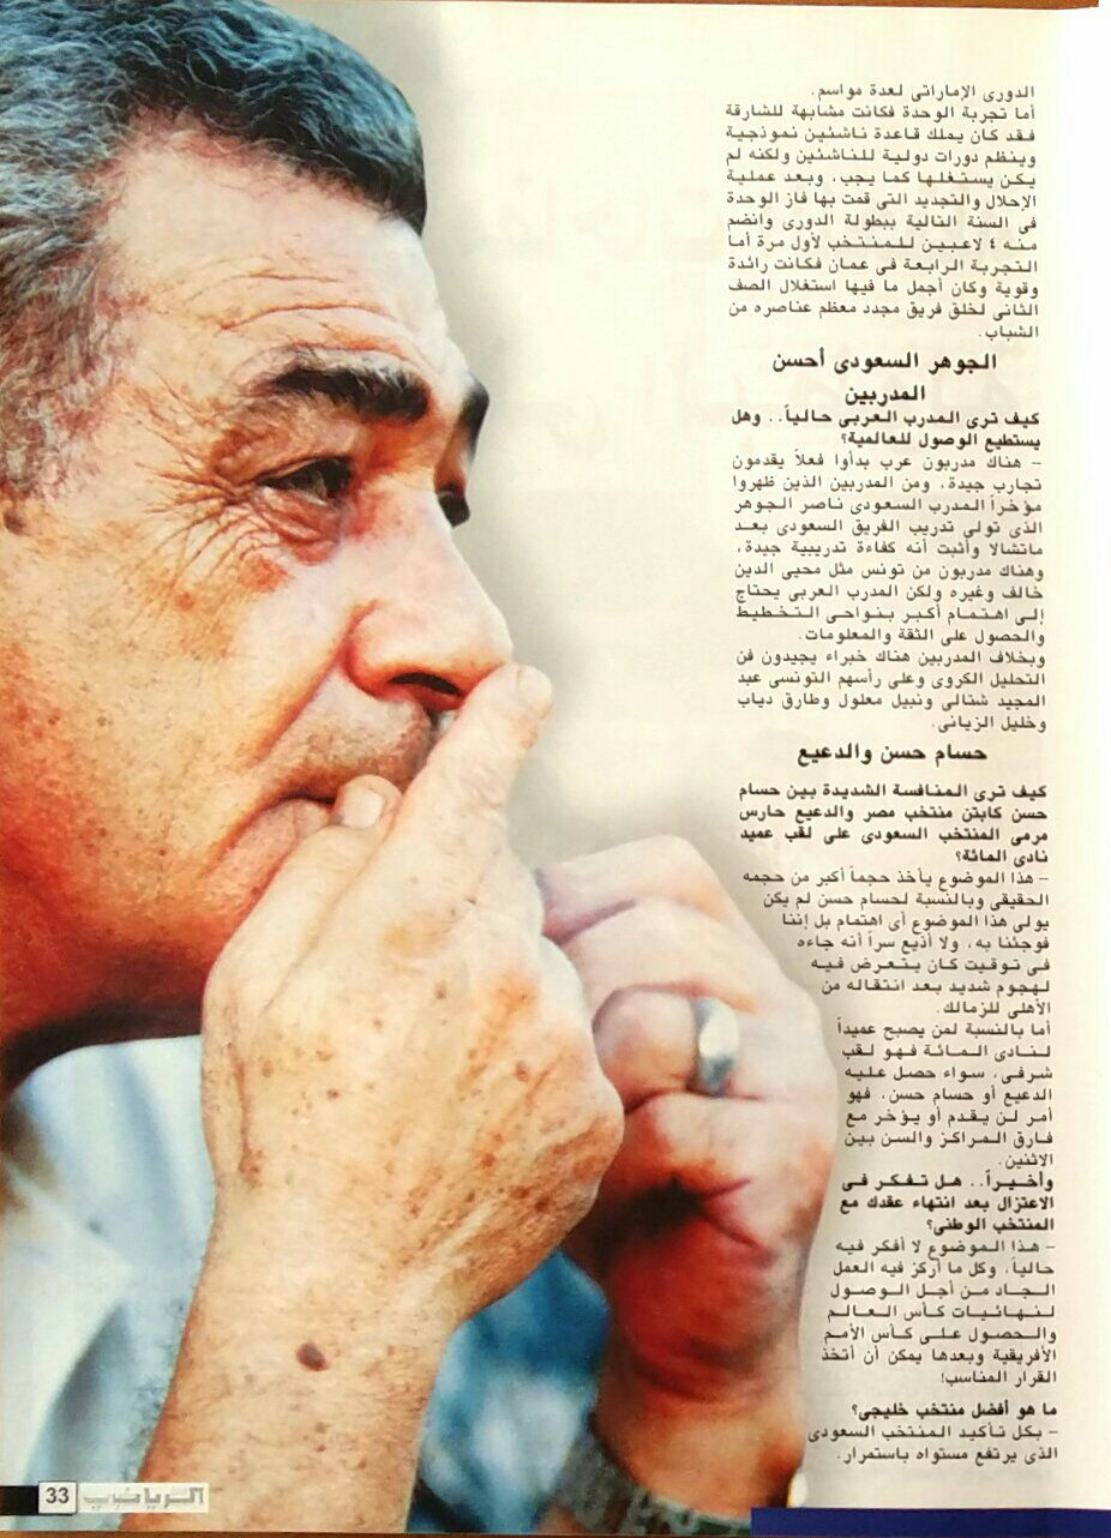 الدورى الإماراتى لعدة مواسم.
أما تجربة الوحدة فكانت مشابهة للشارقة
فقد كان يملك قاعدة ناشئين نموذجية
وينظم دورات دولية للناشئين ولكنه لم
يكن يستغلها كما يجب، وبعد عملية
الإحلال والتجديد التى قمت بها فاز الوحدة
فى السنة التالية ببطولة الدورى وانضم
منه ٤ لاعبين للمنتخب لأول مرة أما
التجربة الرابعة فى عمان فكانت رائدة
وقوية وكان أجمل ما فيها استغلال الصف
الثانى لخلق فريق مجدد معظم عناصره من
الشباب.
الجوهر السعودى أحسن
المدربين
كيف ترى المدرب العربى حالياً.. وهل
يستطيع الوصول للعالمية؟
- هناك مدربون عرب بدأوا فعلاً يقدمون
تجارب جيدة، ومن المدربين الذين ظهروا
مؤخراً المدرب السعودى ناصر الجوهر
الذى تولى تدريب الفريق السعودى بعد
ماتشالا وأثبت أنه كفاءة تدريبية جيدة،
وهناك مدربون من تونس مثل محيى الدين
خالف وغيره ولكن المدرب العربى يحتاج
إلى اهتمام أكبر بنواحى التخطيط
والحصول على الثقة والمعلومات.
وبخلاف المدربين هناك خبراء يجيدون فن
التحليل الكروى وعلى رأسهم التونسى عبد
المجيد شتالى ونبيل معلول وطارق دياب
وخليل الزيانى.
حسام حسن والدعيع
كيف ترى المنافسة الشديدة بين حسام
حسن كابتن منتخب مصر والدعيع حارس
مرمى المنتخب السعودى على لقب عميد
نادى المائة؟
- هذا الموضوع يأخذ حجماً أكبر من حجمه
الحقيقى وبالنسبة لحسام حسن لم يكن
يولى هذا الموضوع أى اهتمام بل إننا
فوجئنا به، ولا أذيع سراً أنه جاءه
فى توقيت كان يتعرض فيه
لهجوم شديد بعد انتقاله من
الأهلى للزمالك.
أما بالنسبة لمن يصبح عميداً
لنادى المائة فهو لقب
شرفى، سواء حصل عليه
الدعيع أو حسام حسن، فهو
أمر لن يقدم أو يؤخر مع
فارق المراكز والسن بين
الاثنين.
وأخيراً.. هل تفكر فى
الاعتزال بعد انتهاء عقدك مع
المنتخب الوطنى؟
- هذا الموضوع لا أفكر فيه
حالياً، وكل ما أركز فيه العمل
الجاد من أجل الوصول
لنهائيات كأس العالم
والحصول على كأس الأمم
الأفريقية وبعدها يمكن أن أتخذ
القرار المناسب!
ما هو أفضل منتخب خليجى؟
- بكل تأكيد المنتخب السعودى
الذى يرتفع مستواه باستمرار.
33 الرياضى